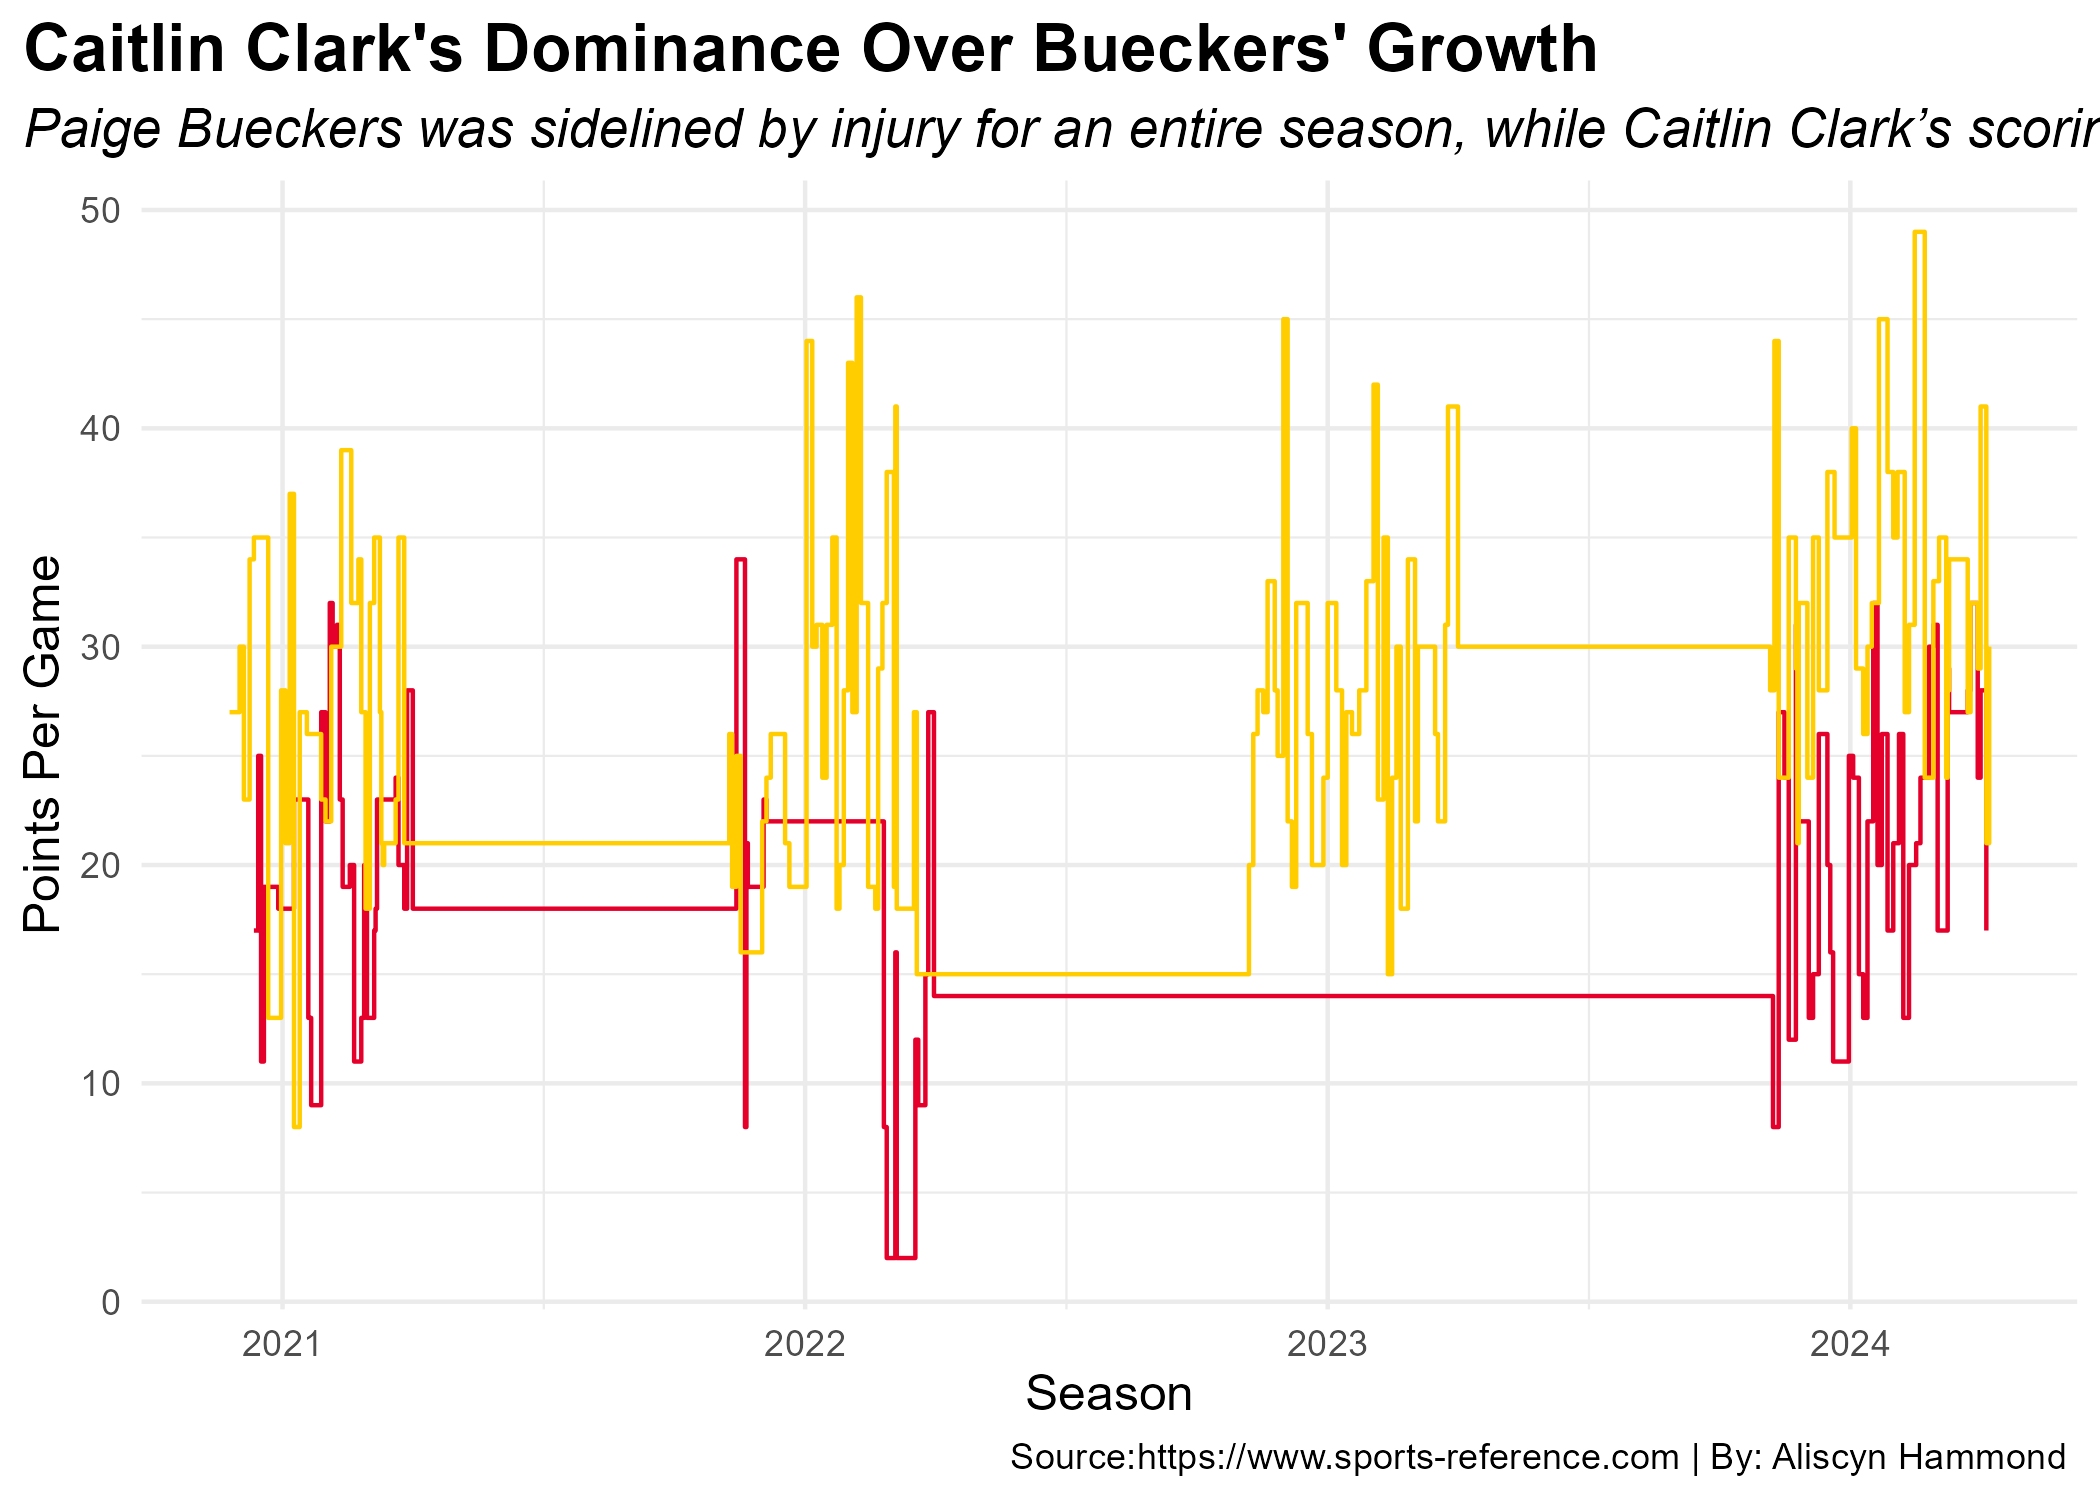 Caitlin Clark's Dominance Over Bueckers' Growth
Paige Bueckers was sidelined by injury for an entire season, while Caitlin Clark’s
50
40
30
20
10
0
Points Per Game
2021 2022 2023 2024
Season
Source:https://www.sports-reference.com | By: Aliscyn Hammond